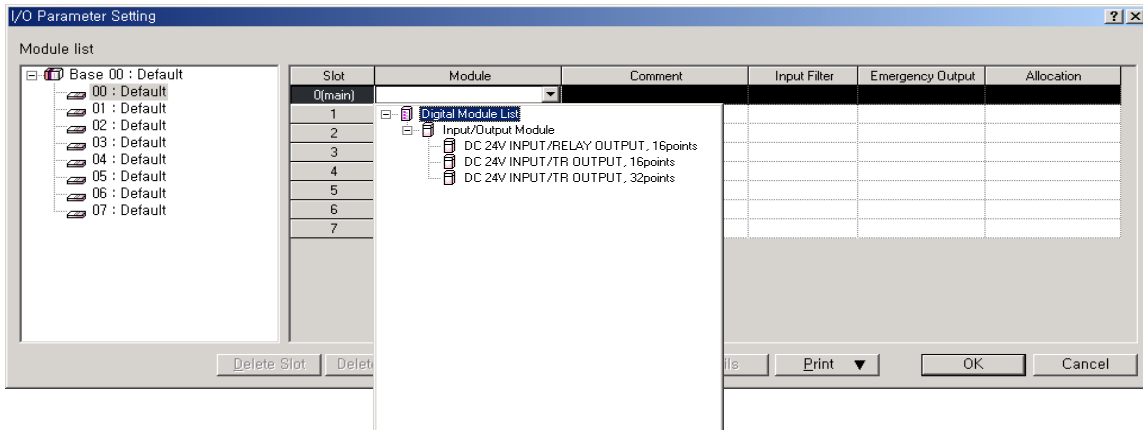 I/O Parameter Setting
Module list
Base 00 : Default
00 : Default
01 : Default
02 : Default
03 : Default
04 : Default
05 : Default
06 : Default
07 : Default
Slot Module Comment Input Filter Emergency Output Allocation
0(main)
1
2
3
4
5
6
7
Digital Module List
Input/Output Module
DC 24V INPUT/RELAY OUTPUT, 16points
DC 24V INPUT/TR OUTPUT, 16points
DC 24V INPUT/TR OUTPUT, 32points
Delete Slot Delet ils Print ▼ OK Cancel